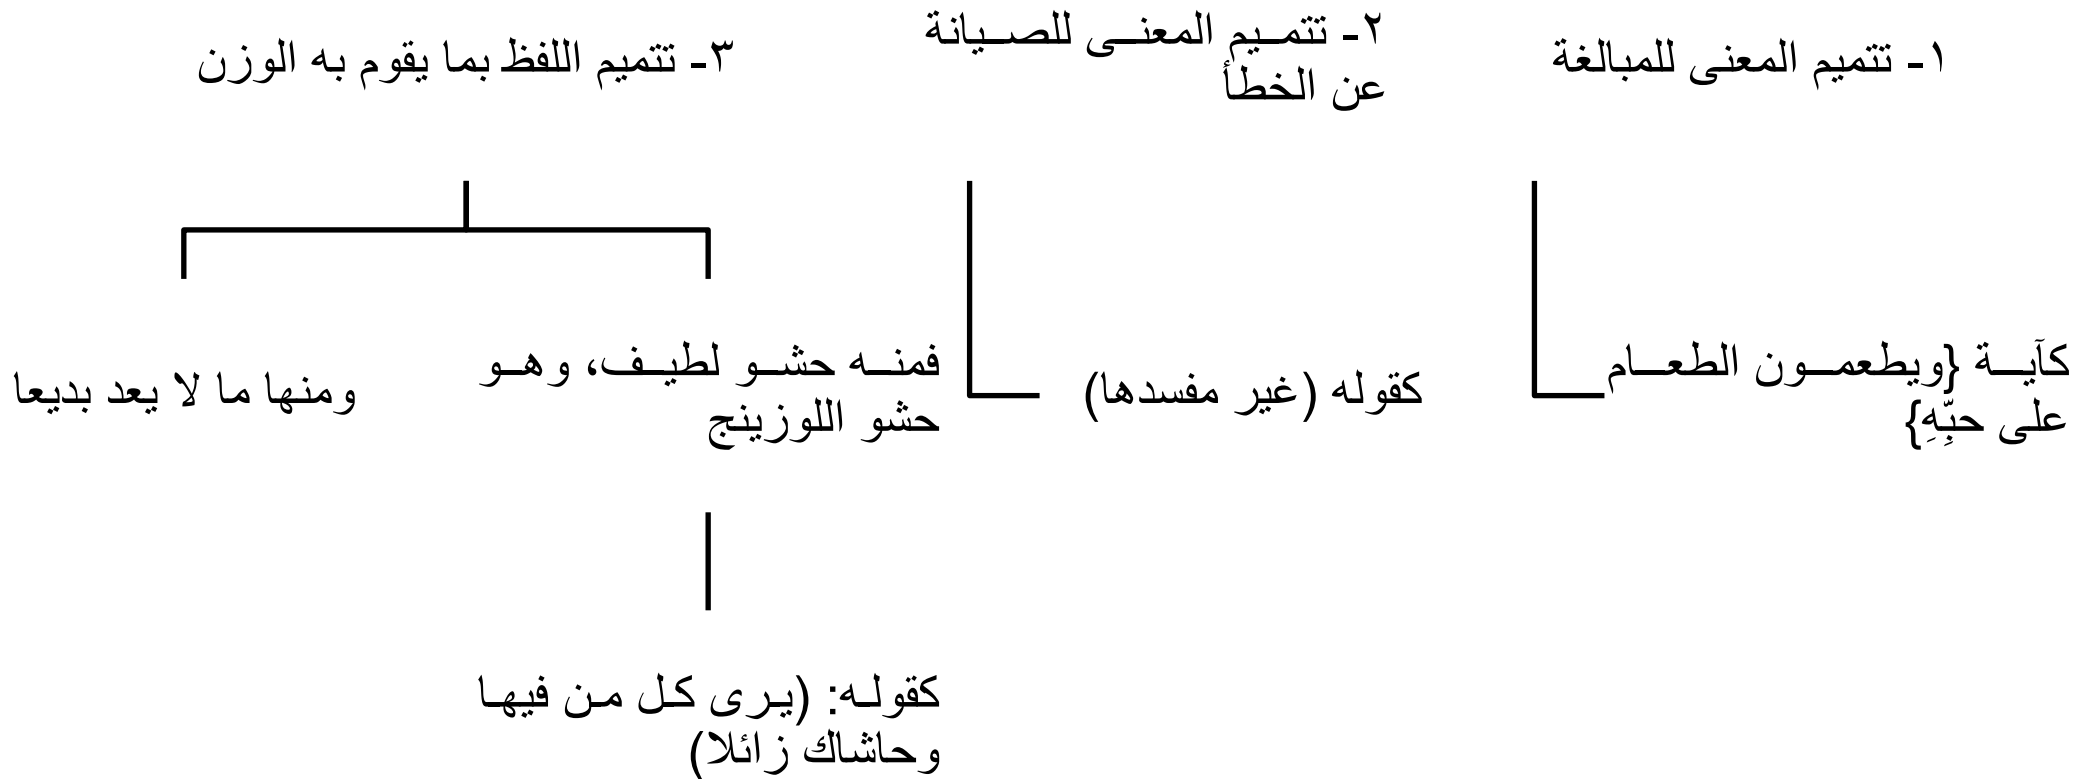 ١- تتميم المعنى للمبالغة
٢- تتميم المعنى للصيانة
عن الخطأ
٣- تتميم اللفظ بما يقوم به الوزن
كآية {ويطعمون الطعام
على حبِّهِ}
كقوله (غير مفسدها)
فمنه حشو لطيف، وهو
حشو اللوزينج
ومنها ما لا يعد بديعا
كقوله: (يرى كل من فيها
وحاشاك زائلا)